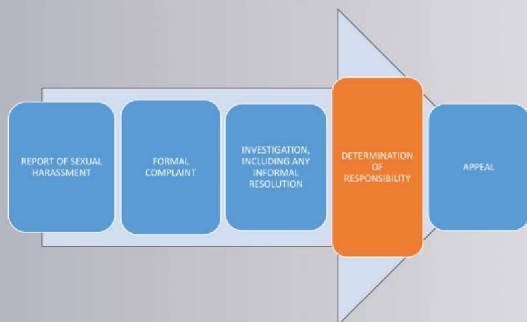 REPORT OF SEXUAL
HARASSMENT
FORMAL
COMPLAINT
INVESTIGATION,
INCLUDING ANY
INFORMAL
RESOLUTION
DETERMINATION
OF
RESPONSIBILITY
APPEAL